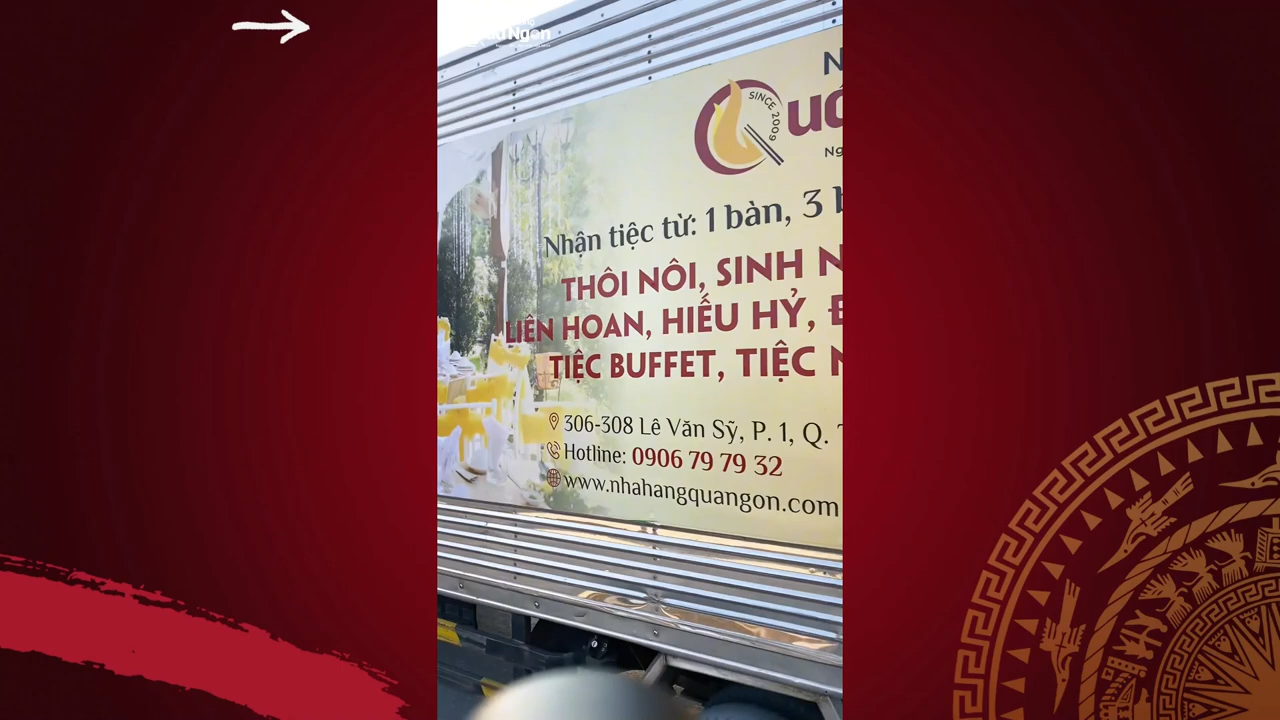 SINCE 2009
Nhận tiệc từ: 1 bàn, 3
THÔI NÔI, SINH N
LIÊN HOAN, HIẾU HỶ, Đ
TIỆC BUFFET, TIỆC N
306-308 Lê Văn Sỹ, P. 1, Q.
Hotline: 0906 79 79 32
www.nhahangquangon.com